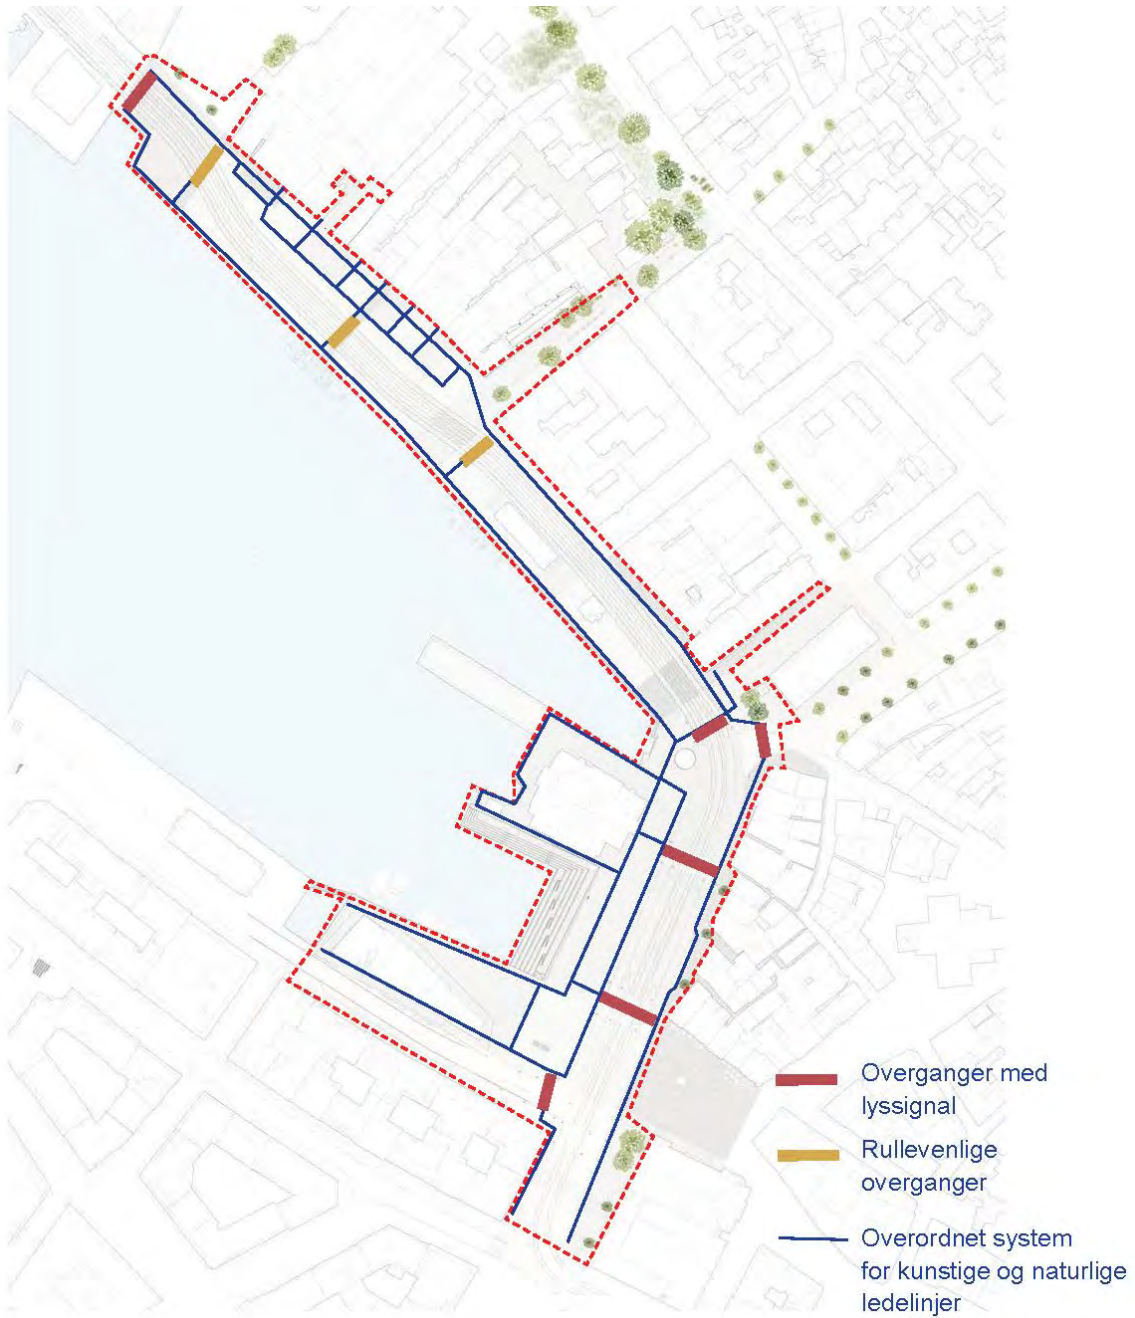 Overganger med
lyssignal
Rullevenlige
overganger
Overordnet system
for kunstige og naturlige
ledelinjer